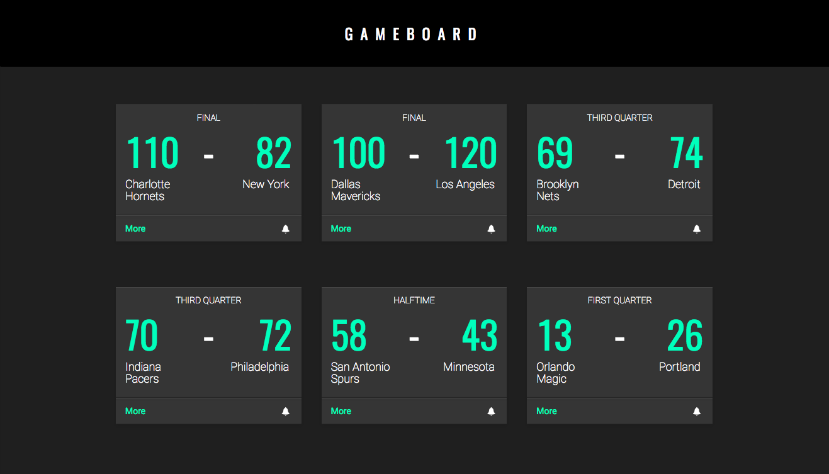 GAMEBOARD
FINAL
110 - 82
Charlotte Hornets
New York
More
FINAL
100 - 120
Dallas Mavericks
Los Angeles
More
THIRD QUARTER
69 - 74
Brooklyn Nets
Detroit
More
THIRD QUARTER
70 - 72
Indiana Pacers
Philadelphia
More
HALFTIME
58 - 43
San Antonio Spurs
Minnesota
More
FIRST QUARTER
13 - 26
Orlando Magic
Portland
More